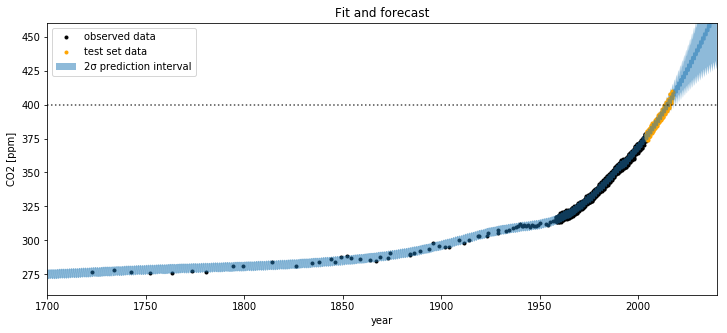 Fit and forecast
observed data
test set data
2σ prediction interval
450
425
400
375
350
325
300
275
CO2 [ppm]
1700 1750 1800 1850 1900 1950 2000
year